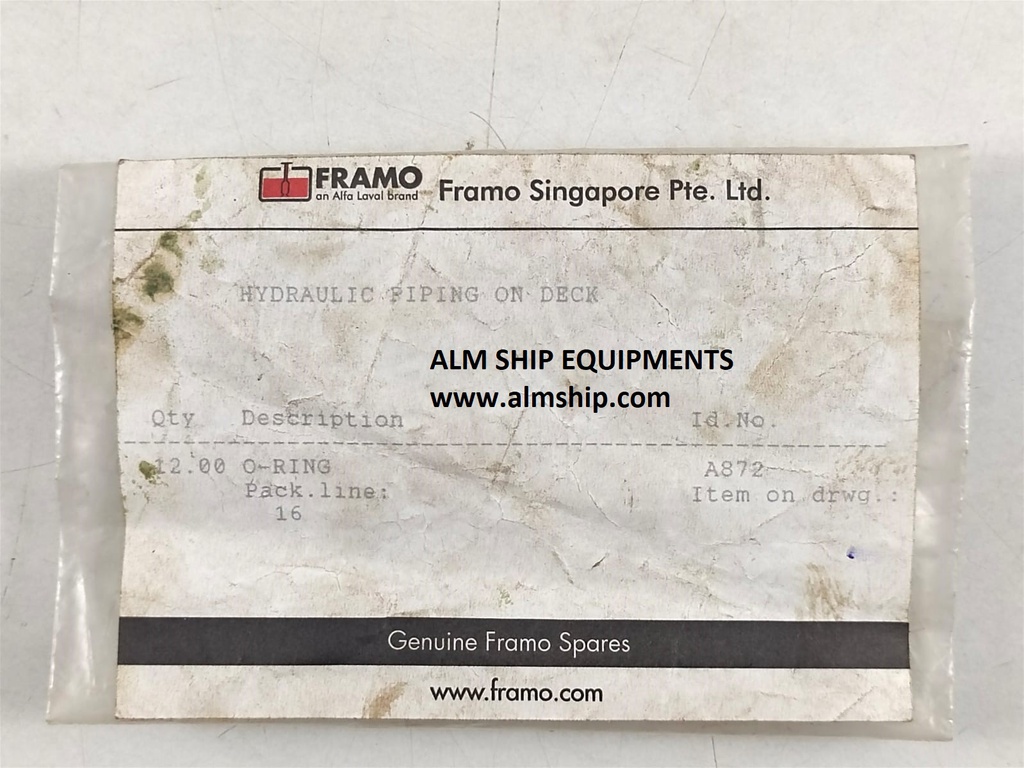 FRAMO
an Alfa Laval brand
Framo Singapore Pte. Ltd.
HYDRAULIC PIPING ON DECK
ALM SHIP EQUIPMENTS
www.almship.com
Qty Description Id.No.
12.00 O-RING A872
Pack.line: Item on drwg.:
16
Genuine Framo Spares
www.framo.com